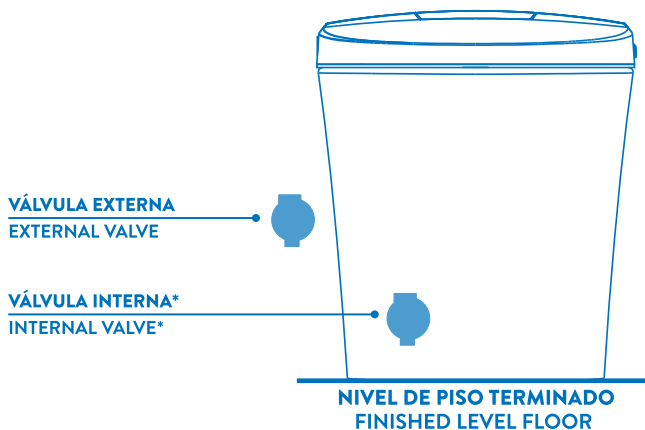 VÁLVULA EXTERNA
EXTERNAL VALVE
VÁLVULA INTERNA*
INTERNAL VALVE*
NIVEL DE PISO TERMINADO
FINISHED LEVEL FLOOR